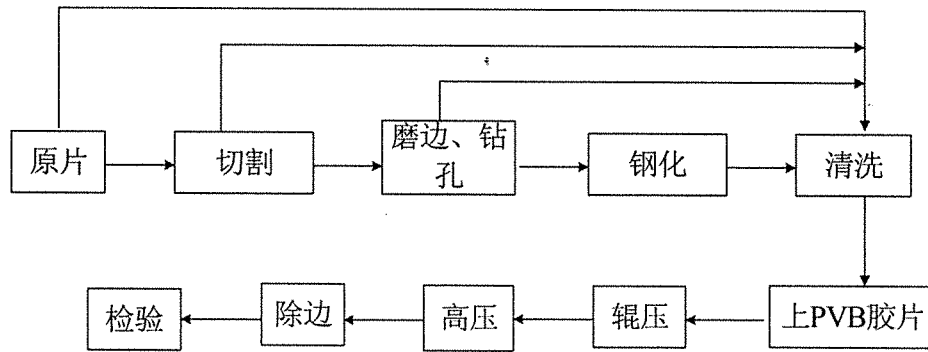 原片
切割
磨边、钻
孔
钢化
清洗
检验
除边
高压
辊压
上PVB胶片